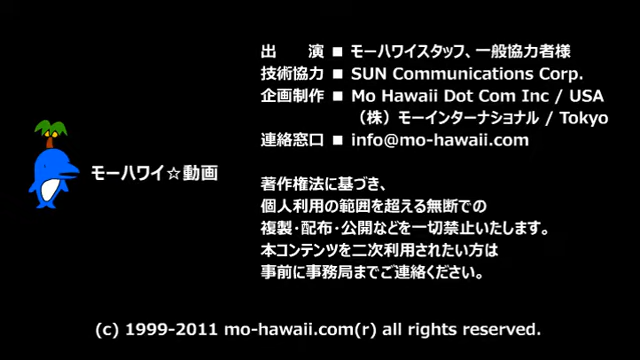 出　演 ■ モーハワイスタッフ、一般協力者様
技術協力 ■ SUN Communications Corp.
企画制作 ■ Mo Hawaii Dot Com Inc / USA
（株）モーインターナショナル / Tokyo
連絡窓口 ■ info@mo-hawaii.com
モーハワイ☆動画
著作権法に基づき、
個人利用の範囲を超える無断での
複製・配布・公開などを一切禁止いたします。
本コンテンツを二次利用されたい方は
事前に事務局までご連絡ください。
(c) 1999-2011 mo-hawaii.com(r) all rights reserved.